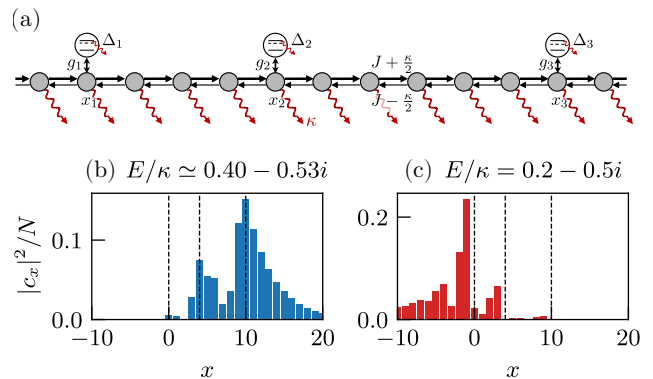 (a)
Δ₁ Δ₂ Δ₃
g₁ g₂ J + κ/2 g₃
x₁ x₂ J − κ/2 x₃
κ
(b) E/κ ≃ 0.40 − 0.53i (c) E/κ = 0.2 − 0.5i
|cₓ|²/N
0.1
0.0
−10 0 10 20
x
0.2
0.0
−10 0 10 20
x